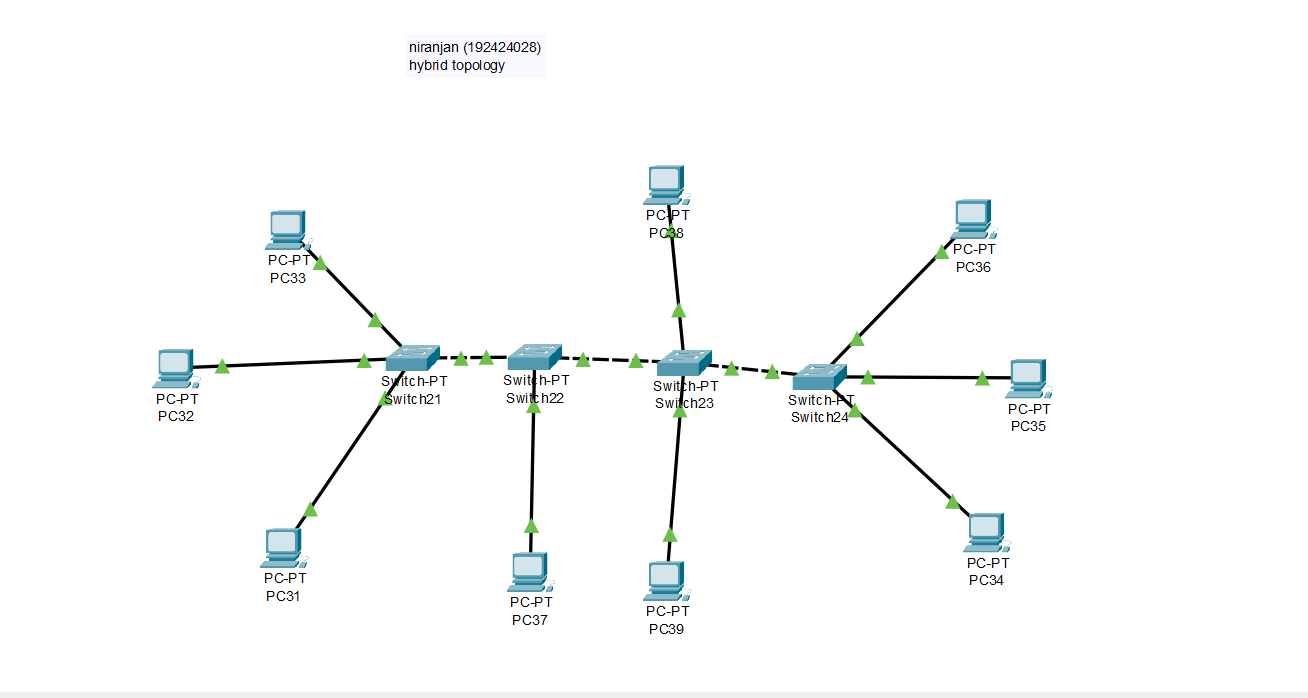 niranjan (192424028)
hybrid topology
PC-PT
PC38
PC-PT
PC33
PC-PT
PC36
PC-PT
PC32
Switch-PT
Switch21
Switch-PT
Switch22
Switch-PT
Switch23
Switch-PT
Switch24
PC-PT
PC35
PC-PT
PC31
PC-PT
PC37
PC-PT
PC39
PC-PT
PC34